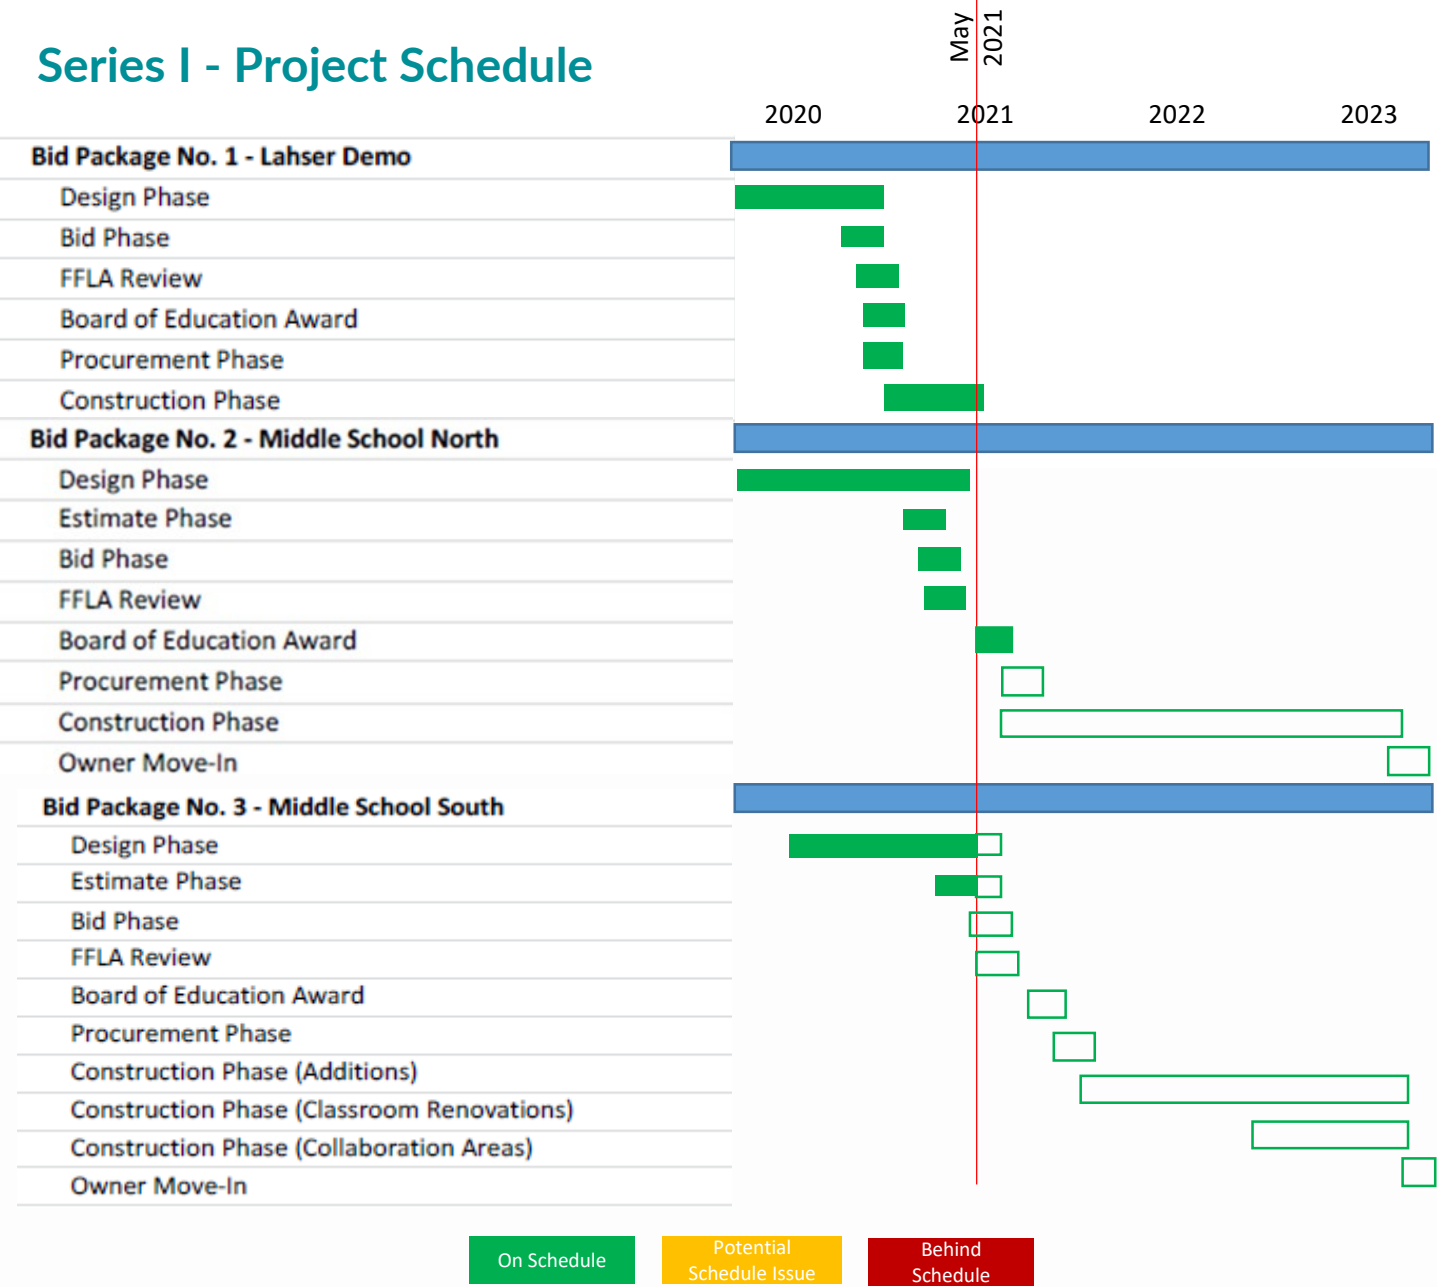 May
2021
Series I - Project Schedule
2020 2021 2022 2023
Bid Package No. 1 - Lahser Demo
Design Phase
Bid Phase
FFLA Review
Board of Education Award
Procurement Phase
Construction Phase
Bid Package No. 2 - Middle School North
Design Phase
Estimate Phase
Bid Phase
FFLA Review
Board of Education Award
Procurement Phase
Construction Phase
Owner Move-In
Bid Package No. 3 - Middle School South
Design Phase
Estimate Phase
Bid Phase
FFLA Review
Board of Education Award
Procurement Phase
Construction Phase (Additions)
Construction Phase (Classroom Renovations)
Construction Phase (Collaboration Areas)
Owner Move-In
On Schedule
Potential
Schedule Issue
Behind
Schedule